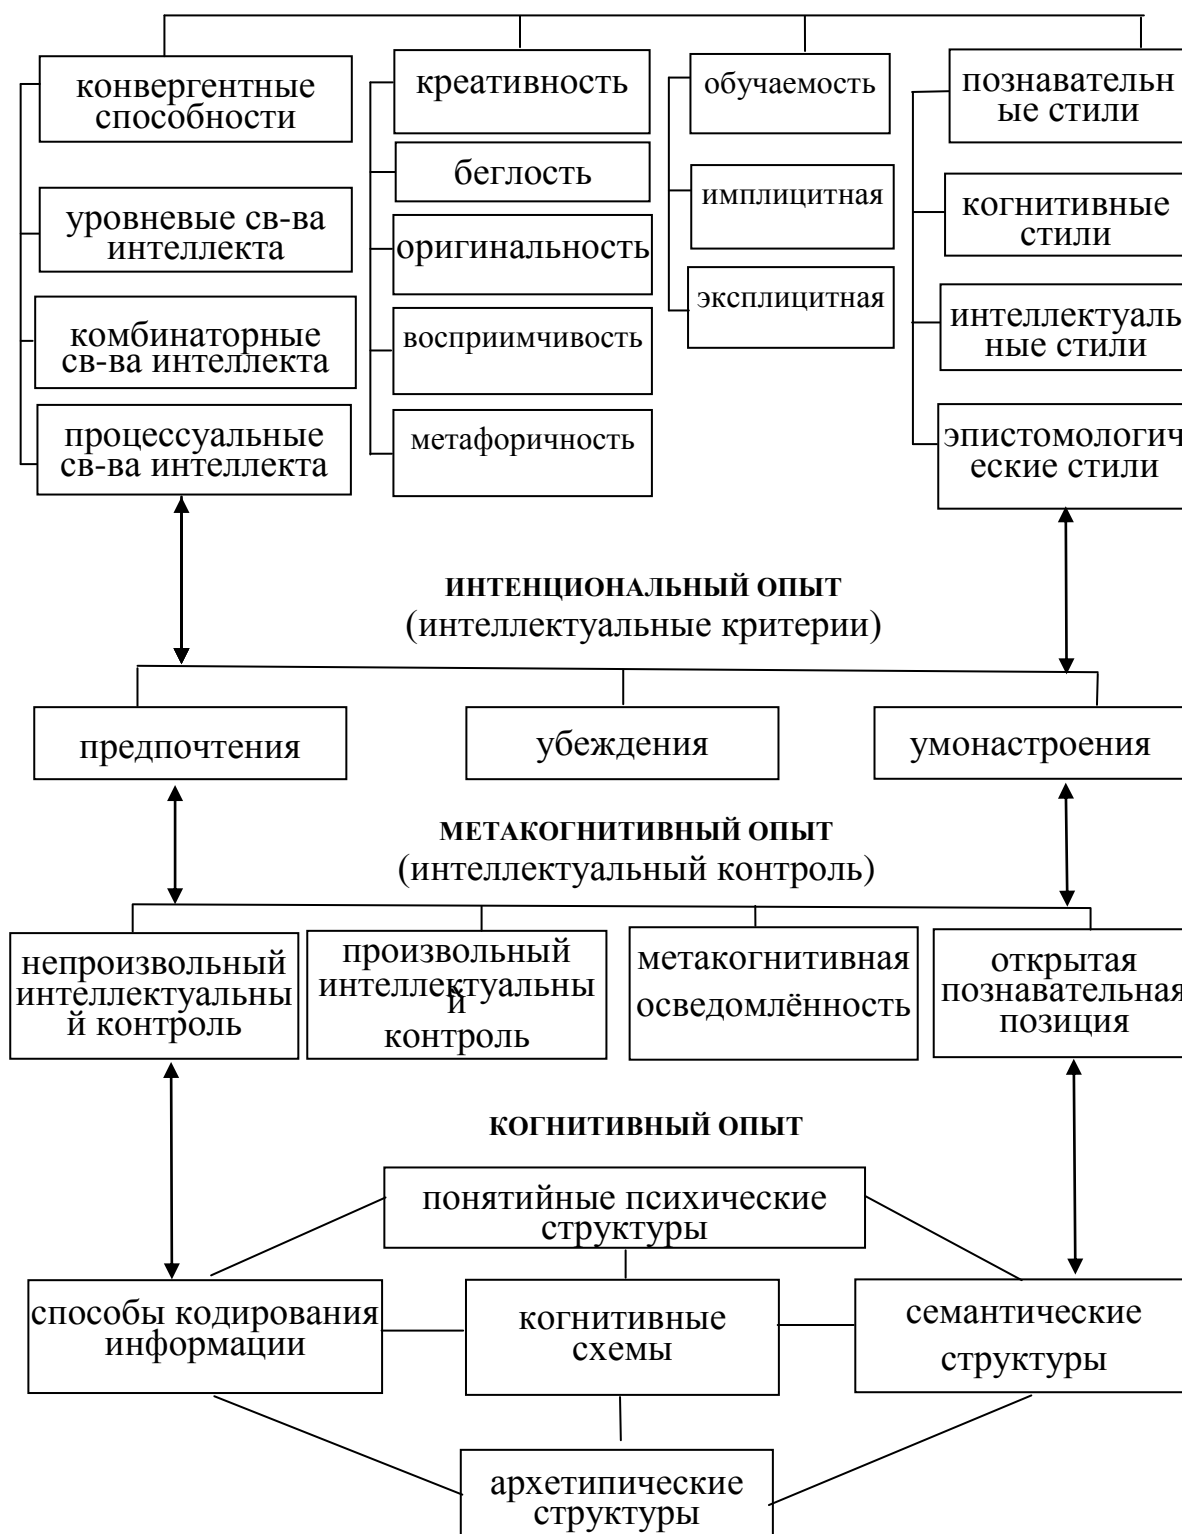 конвергентные
способности
креативность
обучаемость
познавательн
ые стили
уровневые св-ва
интеллекта
беглость
имплицитная
когнитивные
стили
комбинаторные
св-ва интеллекта
оригинальность
эксплицитная
интеллектуаль
ные стили
процессуальные
св-ва интеллекта
восприимчивость
метафоричность
эпистомологич
еские стили
ИНТЕНЦИОНАЛЬНЫЙ ОПЫТ
(интеллектуальные критерии)
предпочтения
убеждения
умонастроения
МЕТАКОГНИТИВНЫЙ ОПЫТ
(интеллектуальный контроль)
непроизвольный
интеллектуальны
й контроль
произвольный
интеллектуальны
й
контроль
метакогнитивная
осведомлённость
открытая
познавательная
позиция
КОГНИТИВНЫЙ ОПЫТ
понятийные психические
структуры
способы кодирования
информации
когнитивные
схемы
семантические
структуры
архетипические
структуры